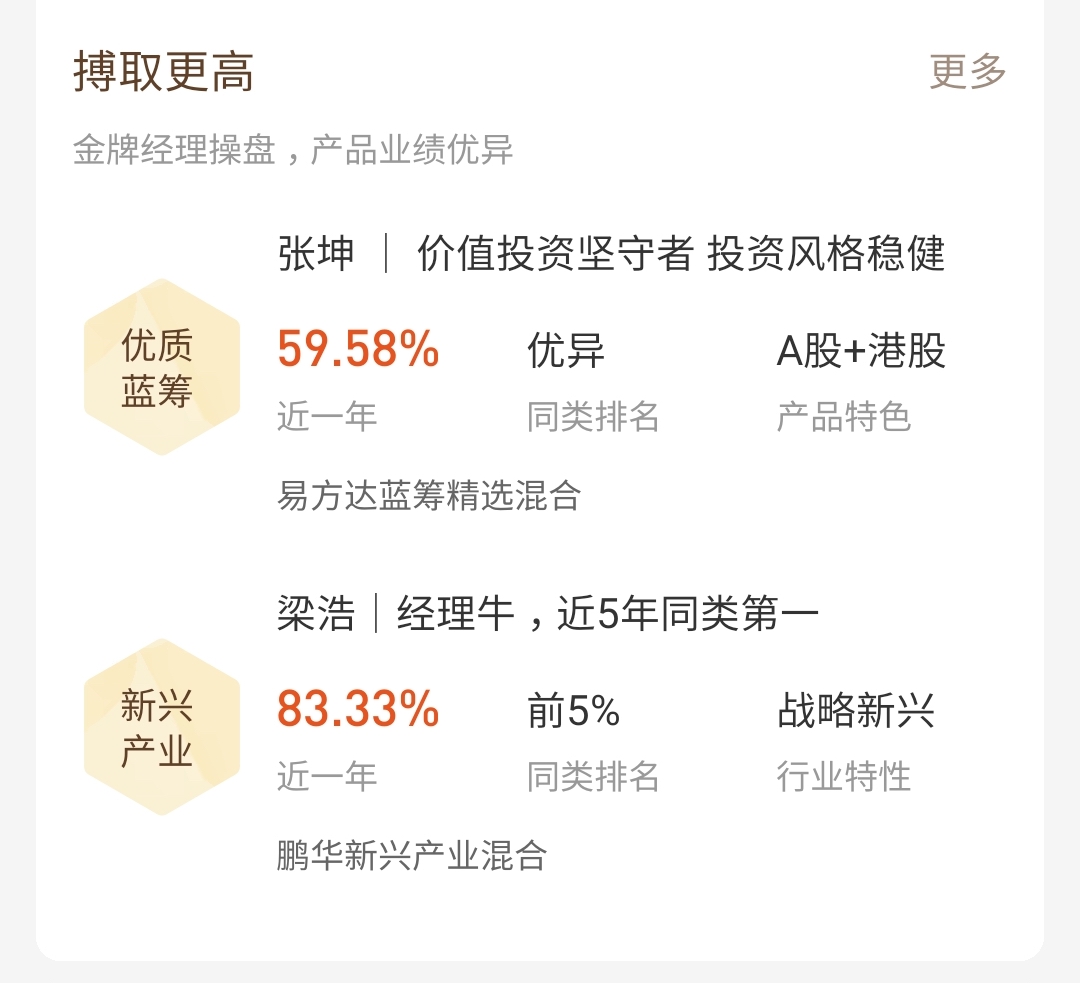 搏取更高 更多
金牌经理操盘，产品业绩优异
张坤 ｜ 价值投资坚守者 投资风格稳健
优质
蓝筹
59.58% 优异 A股+港股
近一年 同类排名 产品特色
易方达蓝筹精选混合
梁浩｜经理牛，近5年同类第一
新兴
产业
83.33% 前5% 战略新兴
近一年 同类排名 行业特性
鹏华新兴产业混合